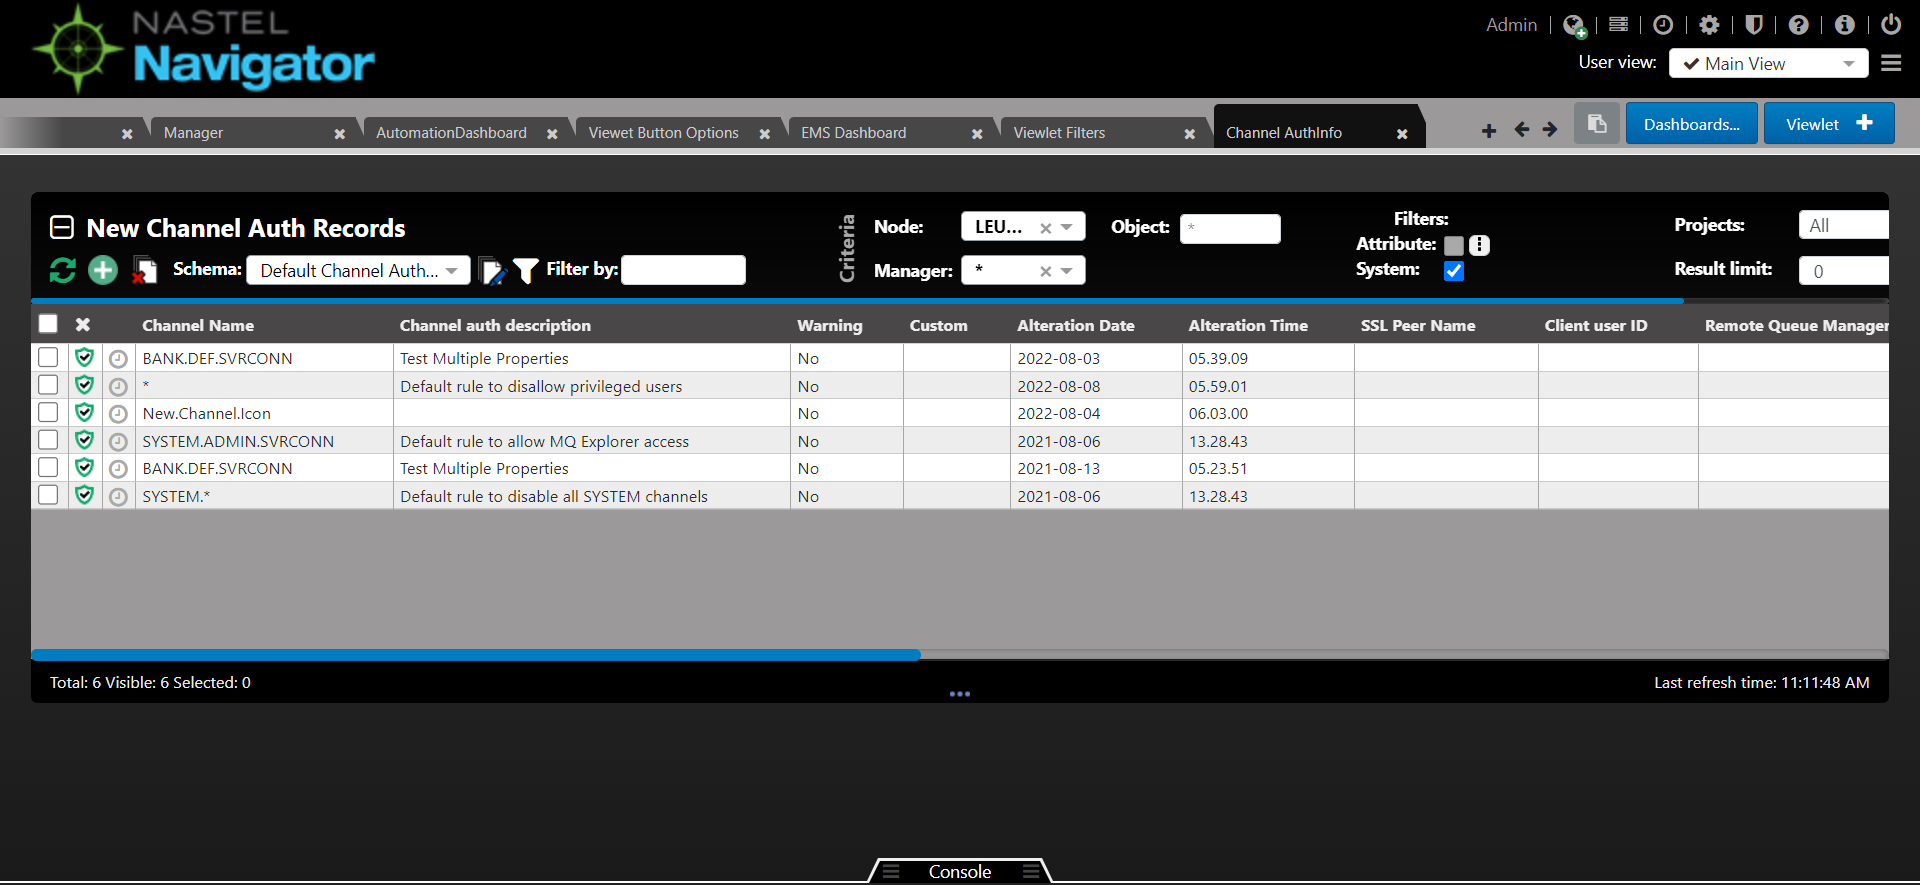 NASTEL
Navigator
Admin
User view: Main View
Manager AutomationDashboard Viewet Button Options EMS Dashboard Viewlet Filters Channel AuthInfo Dashboards... Viewlet
New Channel Auth Records
Schema: Default Channel Auth... Filter by:
Criteria
Node: LEU... Object: *
Manager: *
Filters:
Attribute:
System:
Projects: All
Result limit: 0
Channel Name Channel auth description Warning Custom Alteration Date Alteration Time SSL Peer Name Client user ID Remote Queue Manager
BANK.DEF.SVRCONN Test Multiple Properties No 2022-08-03 05.39.09
* Default rule to disallow privileged users No 2022-08-08 05.59.01
New.Channel.Icon No 2022-08-04 06.03.00
SYSTEM.ADMIN.SVRCONN Default rule to allow MQ Explorer access No 2021-08-06 13.28.43
BANK.DEF.SVRCONN Test Multiple Properties No 2021-08-13 05.23.51
SYSTEM.* Default rule to disable all SYSTEM channels No 2021-08-06 13.28.43
Total: 6 Visible: 6 Selected: 0
Last refresh time: 11:11:48 AM
Console